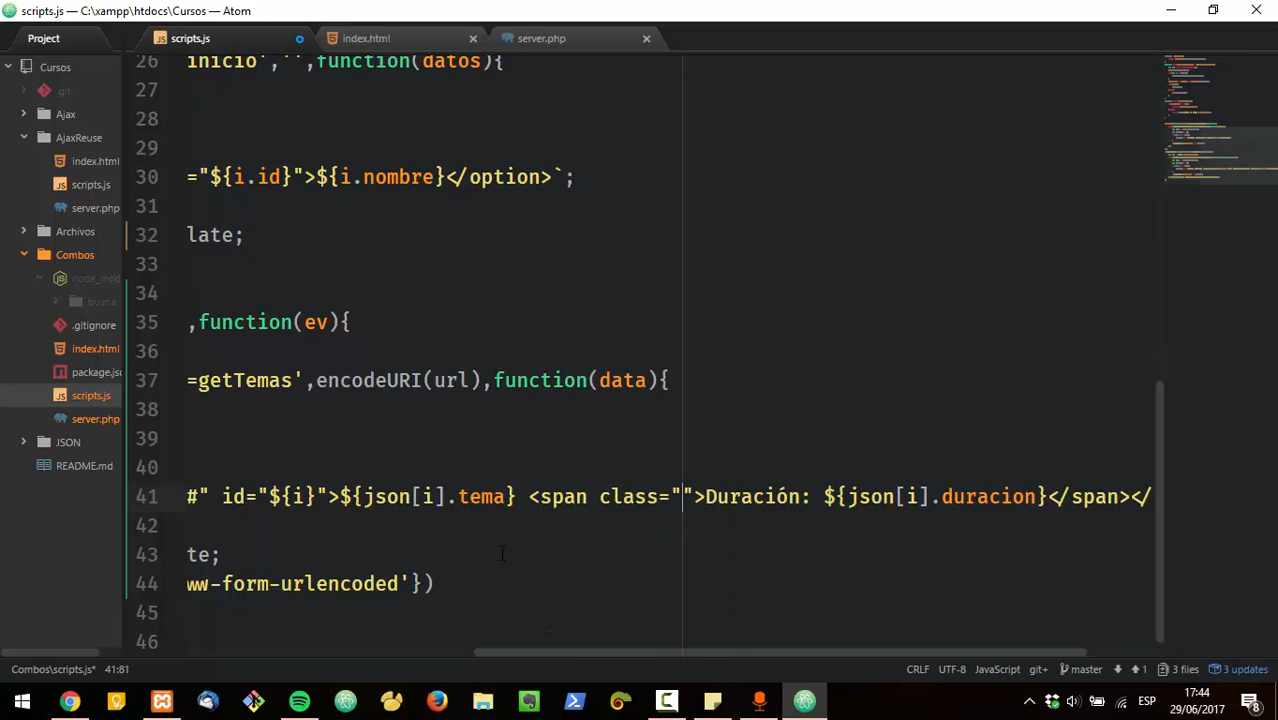 scripts.js — C:\xampp\htdocs\Cursos — Atom
Project
scripts.js
index.html
server.php
Cursos
.git
Ajax
AjaxReuse
index.html
scripts.js
server.php
Archivos
Combos
node_mod
bulma
.gitignore
index.html
package.jsc
scripts.js
server.php
JSON
README.md
26 inicio','',function(datos){
27
28
29
30 ="${i.id}">${i.nombre}</option>`;
31
32 late;
33
34
35 ,function(ev){
36
37 =getTemas',encodeURI(url),function(data){
38
39
40
41 #" id="${i}">${json[i].tema} <span class="">Duración: ${json[i].duracion}</span></
42
43 te;
44 ww-form-urlencoded'})
45
46
Combos\scripts.js* 41:81 CRLF UTF-8 JavaScript git+ master 1 3 files 3 updates
ESP
17:44
29/06/2017
8